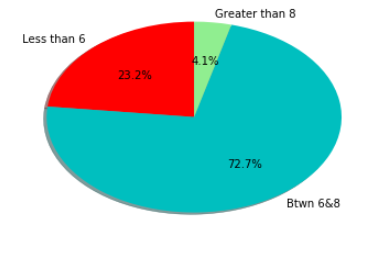 Greater than 8
Less than 6
4.1%
23.2%
72.7%
Btwn 6&8